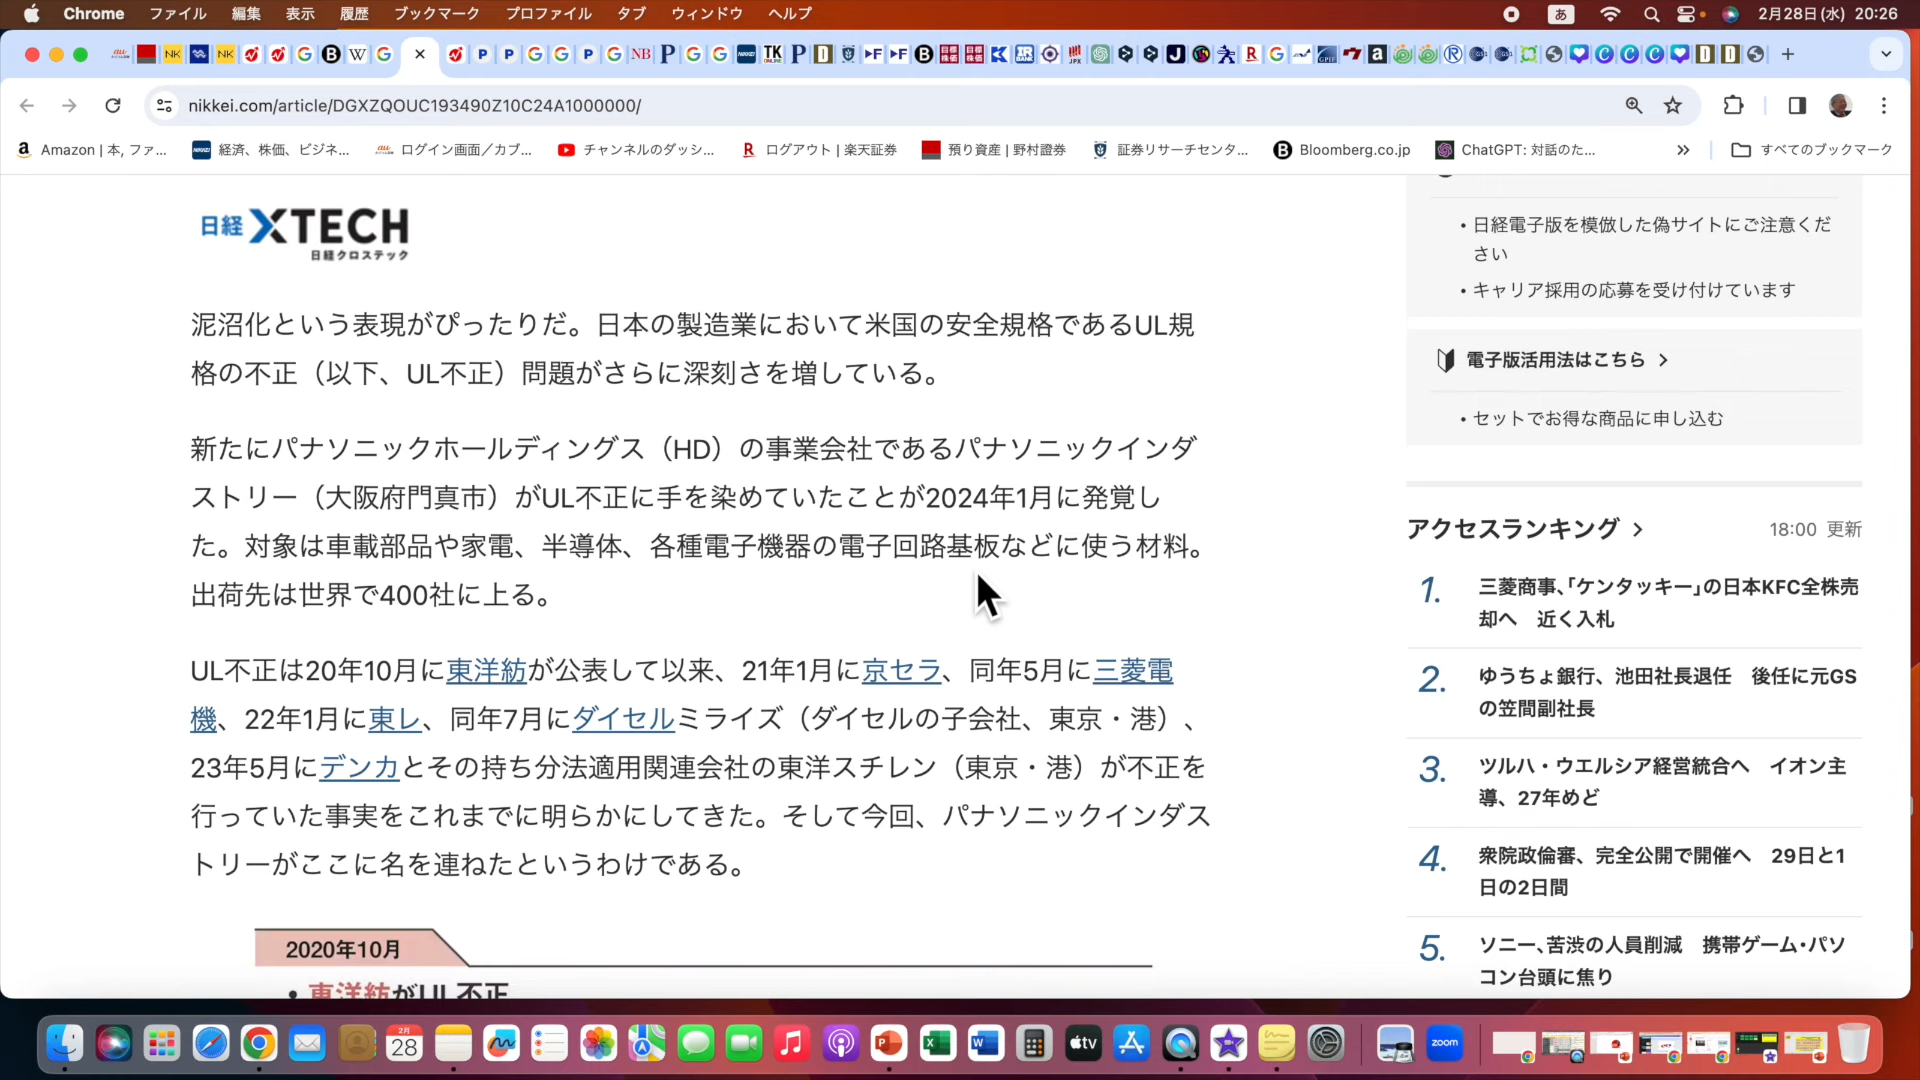 Chrome ファイル 編集 表示 履歴 ブックマーク プロファイル タブ ウィンドウ ヘルプ
あ 2月28日(水) 20:26
nikkei.com/article/DGXZQOUC193490Z10C24A1000000/
Amazon | 本, ファ... 経済、株価、ビジネ... ログイン画面／カブ... チャンネルのダッシ... ログアウト | 楽天証券 預り資産 | 野村證券 証券リサーチセンタ... Bloomberg.co.jp ChatGPT: 対話のた... » すべてのブックマーク
日経 XTECH
日経クロステック
泥沼化という表現がぴったりだ。日本の製造業において米国の安全規格であるUL規
格の不正（以下、UL不正）問題がさらに深刻さを増している。
新たにパナソニックホールディングス（HD）の事業会社であるパナソニックインダ
ストリー（大阪府門真市）がUL不正に手を染めていたことが2024年1月に発覚し
た。対象は車載部品や家電、半導体、各種電子機器の電子回路基板などに使う材料。
出荷先は世界で400社に上る。
UL不正は20年10月に東洋紡が公表して以来、21年1月に京セラ、同年5月に三菱電
機、22年1月に東レ、同年7月にダイセルミライズ（ダイセルの子会社、東京・港）、
23年5月にデンカとその持ち分法適用関連会社の東洋スチレン（東京・港）が不正を
行っていた事実をこれまでに明らかにしてきた。そして今回、パナソニックインダス
トリーがここに名を連ねたというわけである。
2020年10月
• 東洋紡がUL不正
• 日経電子版を模倣した偽サイトにご注意くだ
さい
• キャリア採用の応募を受け付けています
電子版活用法はこちら
• セットでお得な商品に申し込む
アクセスランキング 18:00 更新
1. 三菱商事、「ケンタッキー」の日本KFC全株売
却へ 近く入札
2. ゆうちょ銀行、池田社長退任 後任に元GS
の笠間副社長
3. ツルハ・ウエルシア経営統合へ イオン主
導、27年めど
4. 衆院政倫審、完全公開で開催へ 29日と1
日の2日間
5. ソニー、苦渋の人員削減 携帯ゲーム・パソ
コン台頭に焦り
2月
28
tv
zoom